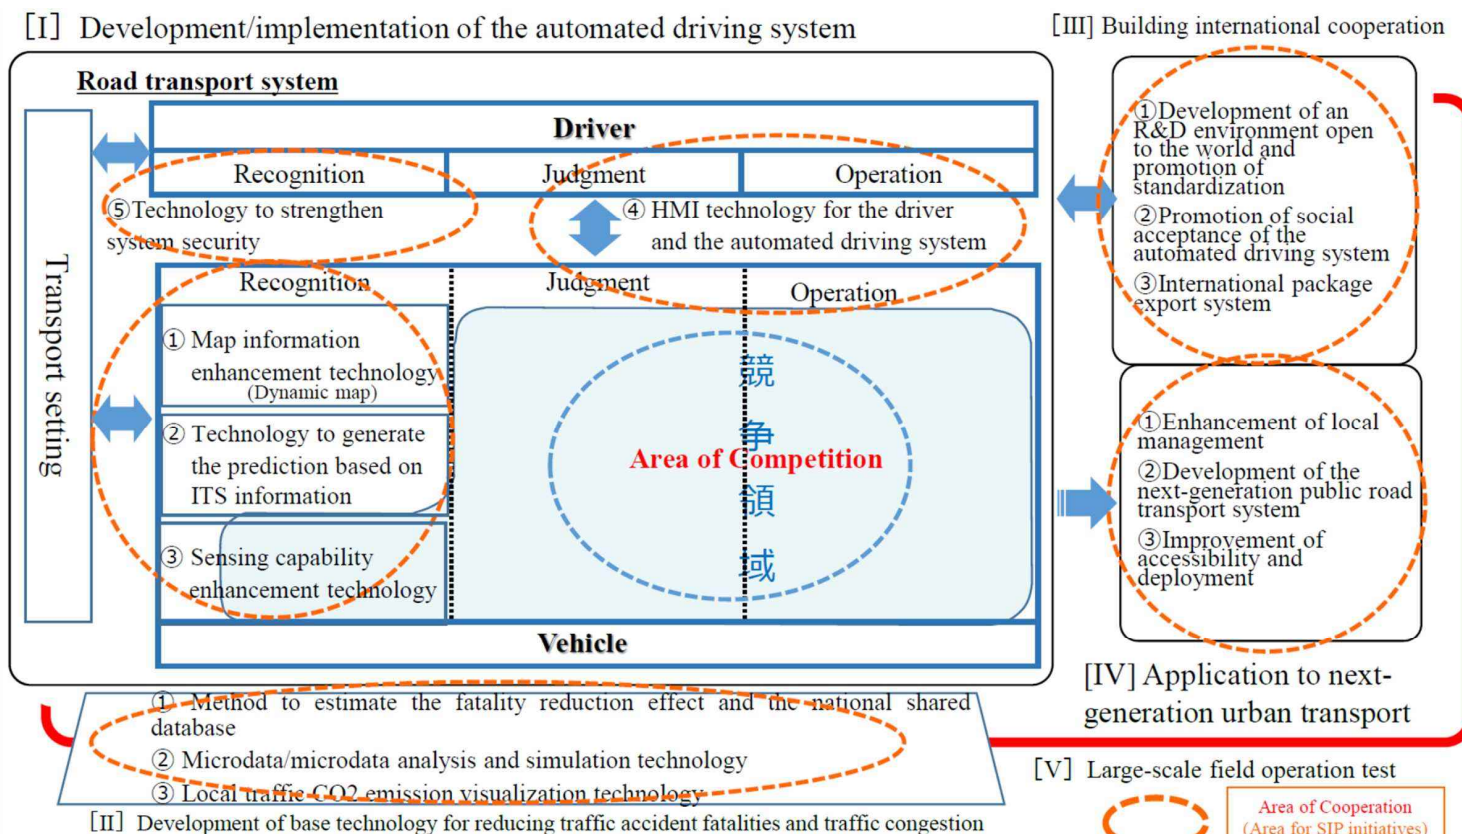 [I] Development/implementation of the automated driving system
Road transport system
Transport setting
Driver
Recognition
Judgment
Operation
⑤Technology to strengthen
system security
④ HMI technology for the driver
and the automated driving system
Recognition
Judgment
Operation
① Map information
enhancement technology
(Dynamic map)
② Technology to generate
the prediction based on
ITS information
③ Sensing capability
enhancement technology
競
争
領
域
Area of Competition
Vehicle
① Method to estimate the fatality reduction effect and the national shared
database
② Microdata/microdata analysis and simulation technology
③ Local traffic CO2 emission visualization technology
[II] Development of base technology for reducing traffic accident fatalities and traffic congestion
[III] Building international cooperation
①Development of an
R&D environment open
to the world and
promotion of
standardization
②Promotion of social
acceptance of the
automated driving system
③International package
export system
①Enhancement of local
management
②Development of the
next-generation public road
transport system
③Improvement of
accessibility and
deployment
[IV] Application to next-
generation urban transport
[V] Large-scale field operation test
Area of Cooperation
(Area for SIP initiatives)